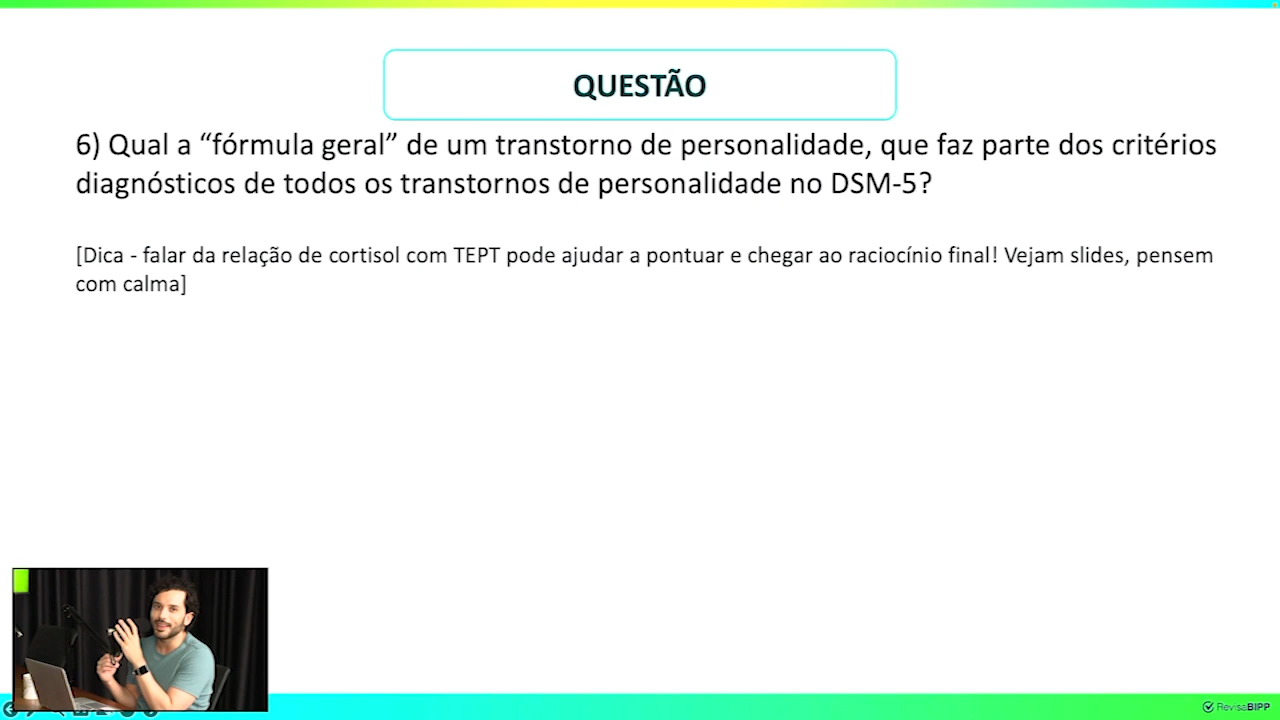 QUESTÃO
6) Qual a “fórmula geral” de um transtorno de personalidade, que faz parte dos critérios
diagnósticos de todos os transtornos de personalidade no DSM-5?
[Dica - falar da relação de cortisol com TEPT pode ajudar a pontuar e chegar ao raciocínio final! Vejam slides, pensem
com calma]
RevisaBIPP